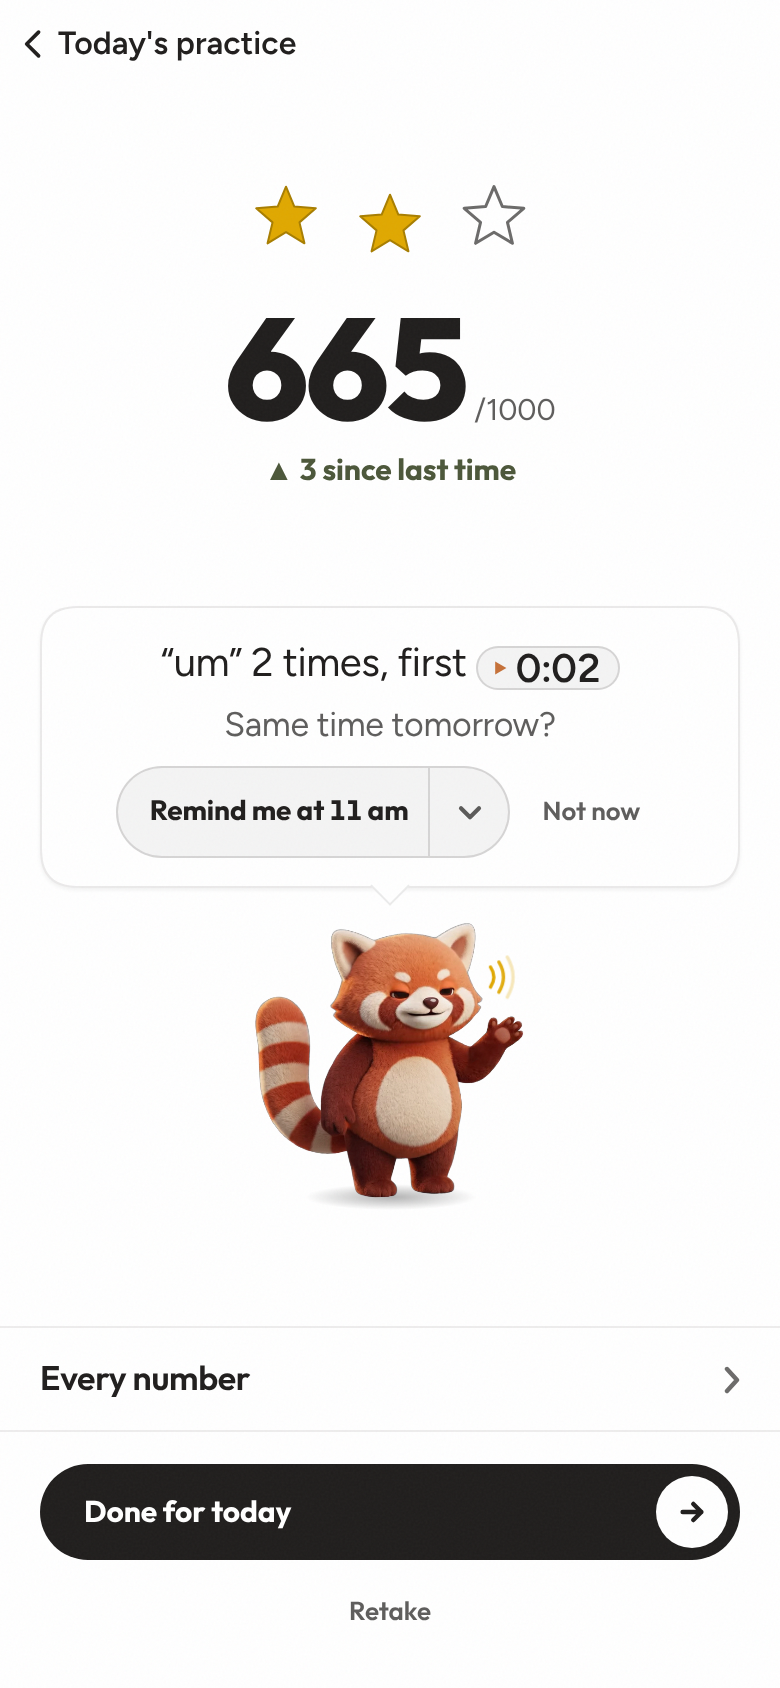 Today's practice
665 /1000
▲ 3 since last time
“um” 2 times, first ▸ 0:02
Same time tomorrow?
Remind me at 11 am
Not now
Every number
Done for today
Retake